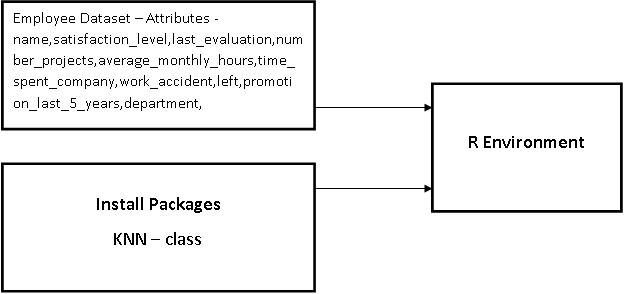 Employee Dataset – Attributes -
name,satisfaction_level,last_evaluation,num
ber_projects,average_monthly_hours,time_
spent_company,work_accident,left,promoti
on_last_5_years,department,
R Environment
Install Packages
KNN – class